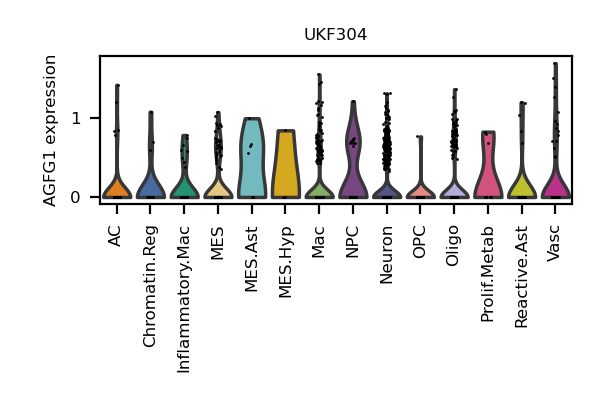 UKF304
AGFG1 expression
1
0
AC
Chromatin.Reg
Inflammatory.Mac
MES
MES.Ast
MES.Hyp
Mac
NPC
Neuron
OPC
Oligo
Prolif.Metab
Reactive.Ast
Vasc